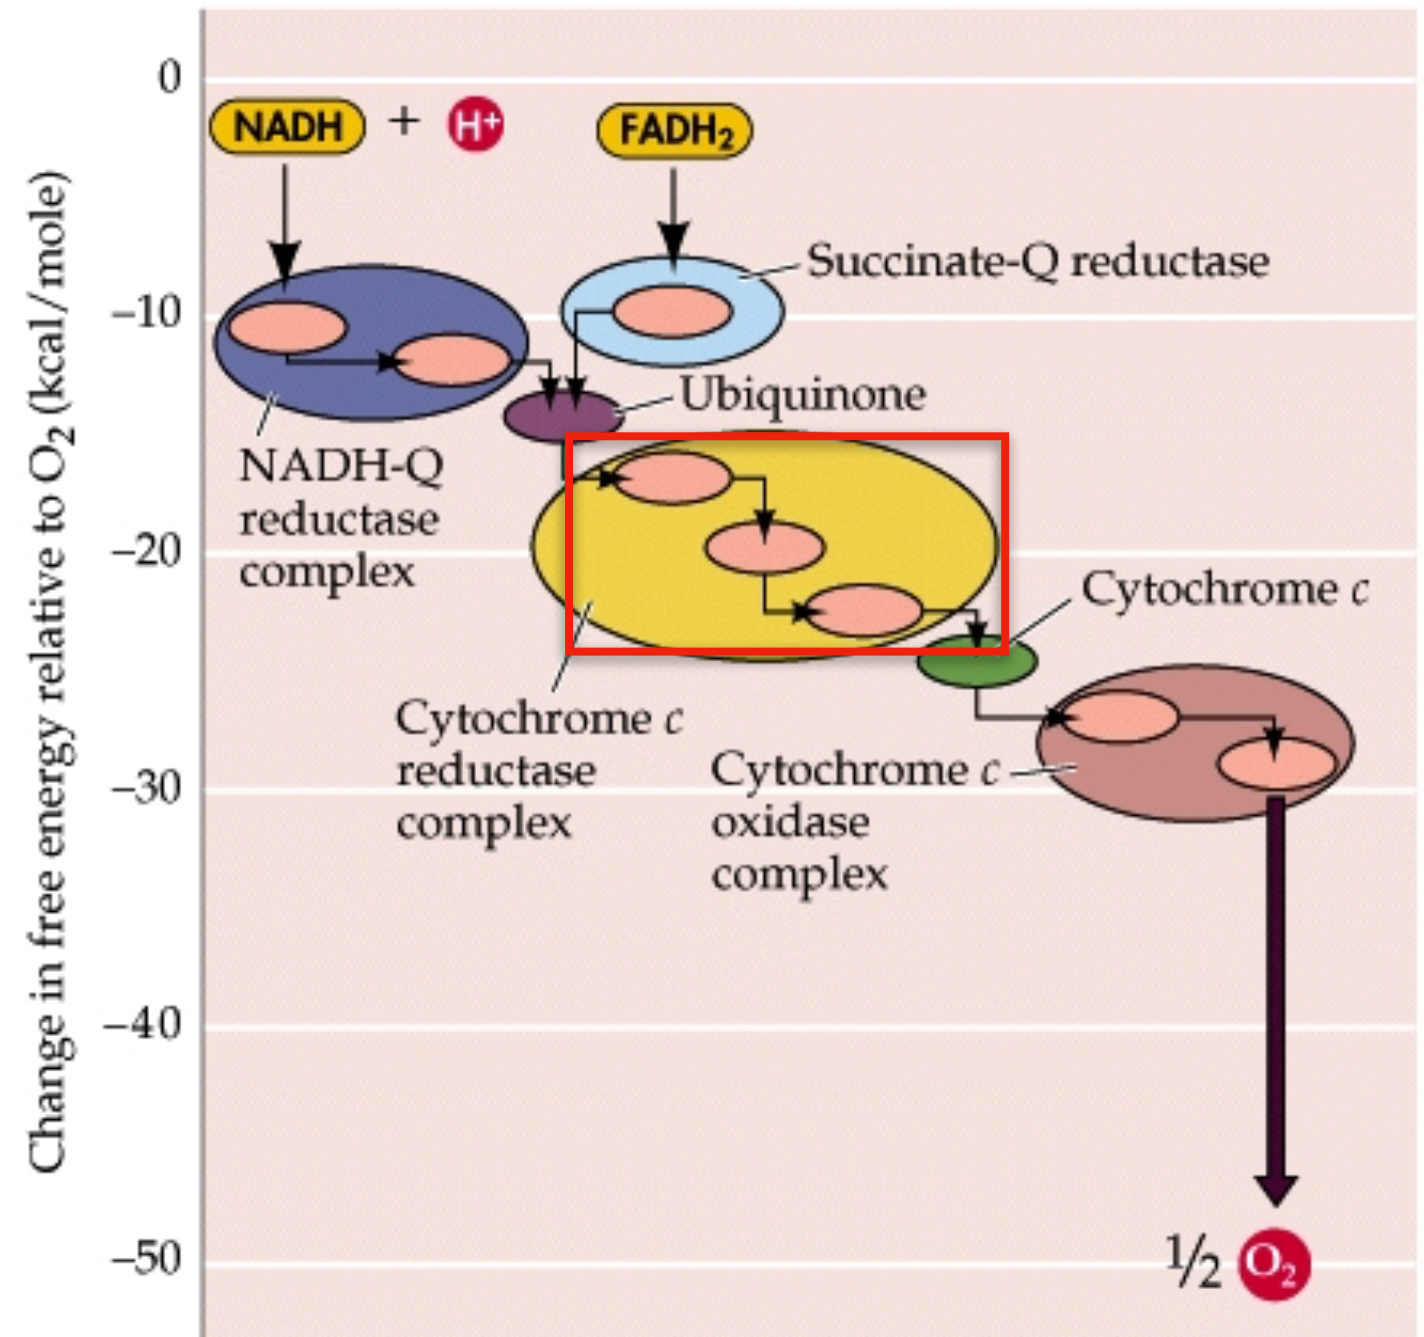 Change in free energy relative to O₂ (kcal/mole)
0
–10
–20
–30
–40
–50
NADH + H⁺
FADH₂
Succinate-Q reductase
Ubiquinone
NADH-Q
reductase
complex
Cytochrome c
Cytochrome c
reductase
complex
Cytochrome c
oxidase
complex
½ O₂